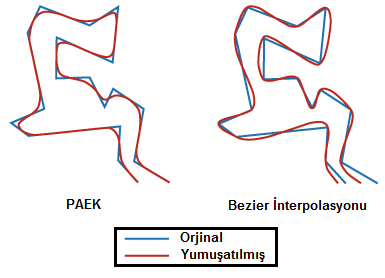 PAEK
Bezier İnterpolasyonu
Orjinal
Yumuşatılmış